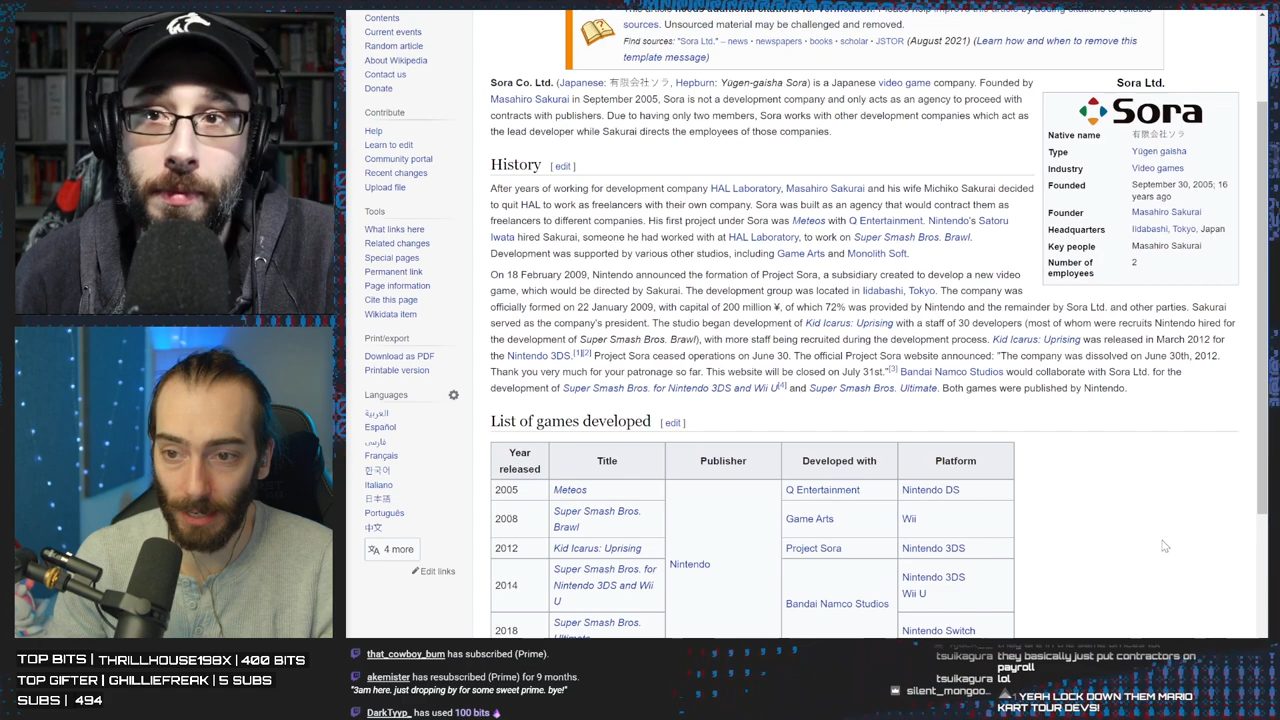 Contents
Current events
Random article
About Wikipedia
Contact us
Donate
Contribute
Help
Learn to edit
Community portal
Recent changes
Upload file
Tools
What links here
Related changes
Special pages
Permanent link
Page information
Cite this page
Wikidata item
Print/export
Download as PDF
Printable version
Languages
العربية
Español
فارسی
Français
한국어
Italiano
日本語
Português
中文
4 more
Edit links
sources. Unsourced material may be challenged and removed.
Find sources: "Sora Ltd." – news · newspapers · books · scholar · JSTOR (August 2021) (Learn how and when to remove this
template message)
Sora Co. Ltd. (Japanese: 有限会社ソラ, Hepburn: Yūgen-gaisha Sora) is a Japanese video game company. Founded by
Masahiro Sakurai in September 2005, Sora is not a development company and only acts as an agency to proceed with
contracts with publishers. Due to having only two members, Sora works with other development companies which act as
the lead developer while Sakurai directs the employees of those companies.
History [ edit ]
After years of working for development company HAL Laboratory, Masahiro Sakurai and his wife Michiko Sakurai decided
to quit HAL to work as freelancers with their own company. Sora was built as an agency that would contract them as
freelancers to different companies. His first project under Sora was Meteos with Q Entertainment. Nintendo's Satoru
Iwata hired Sakurai, someone he had worked with at HAL Laboratory, to work on Super Smash Bros. Brawl.
Development was supported by various other studios, including Game Arts and Monolith Soft.
On 18 February 2009, Nintendo announced the formation of Project Sora, a subsidiary created to develop a new video
game, which would be directed by Sakurai. The development group was located in Iidabashi, Tokyo. The company was
officially formed on 22 January 2009, with capital of 200 million ¥, of which 72% was provided by Nintendo and the remainder by Sora Ltd. and other parties. Sakurai
served as the company's president. The studio began development of Kid Icarus: Uprising with a staff of 30 developers (most of whom were recruits Nintendo hired for
the development of Super Smash Bros. Brawl), with more staff being recruited during the development process. Kid Icarus: Uprising was released in March 2012 for
the Nintendo 3DS.[1][2] Project Sora ceased operations on June 30. The official Project Sora website announced: "The company was dissolved on June 30th, 2012.
Thank you very much for your patronage so far. This website will be closed on July 31st."[3] Bandai Namco Studios would collaborate with Sora Ltd. for the
development of Super Smash Bros. for Nintendo 3DS and Wii U[4] and Super Smash Bros. Ultimate. Both games were published by Nintendo.
Sora Ltd.
Sora
Native name 有限会社ソラ
Type Yūgen gaisha
Industry Video games
Founded September 30, 2005; 16
years ago
Founder Masahiro Sakurai
Headquarters Iidabashi, Tokyo, Japan
Key people Masahiro Sakurai
Number of 2
employees
List of games developed [ edit ]
Year
released Title Publisher Developed with Platform
2005 Meteos Q Entertainment Nintendo DS
2008 Super Smash Bros.
Brawl Game Arts Wii
2012 Kid Icarus: Uprising Project Sora Nintendo 3DS
Nintendo
2014 Super Smash Bros. for
Nintendo 3DS and Wii
U
Nintendo 3DS
Wii U
Bandai Namco Studios
2018 Super Smash Bros. Nintendo Switch
TOP BITS | THRILLHOUSE198X | 400 BITS
TOP GIFTER | GHILLIEFREAK | 5 SUBS
SUBS | 494
that_cowboy_bum has subscribed (Prime).
akemister has resubscribed (Prime) for 9 months.
"3am here. just dropping by for some sweet prime. bye!"
DarkTyyp_ has used 100 bits
tsuikagura they basically just put contractors on
payroll
tsuikagura lol
silent_mongoo... YEAH LOCK DOWN THEM MARIO
KART TOUR DEVS!